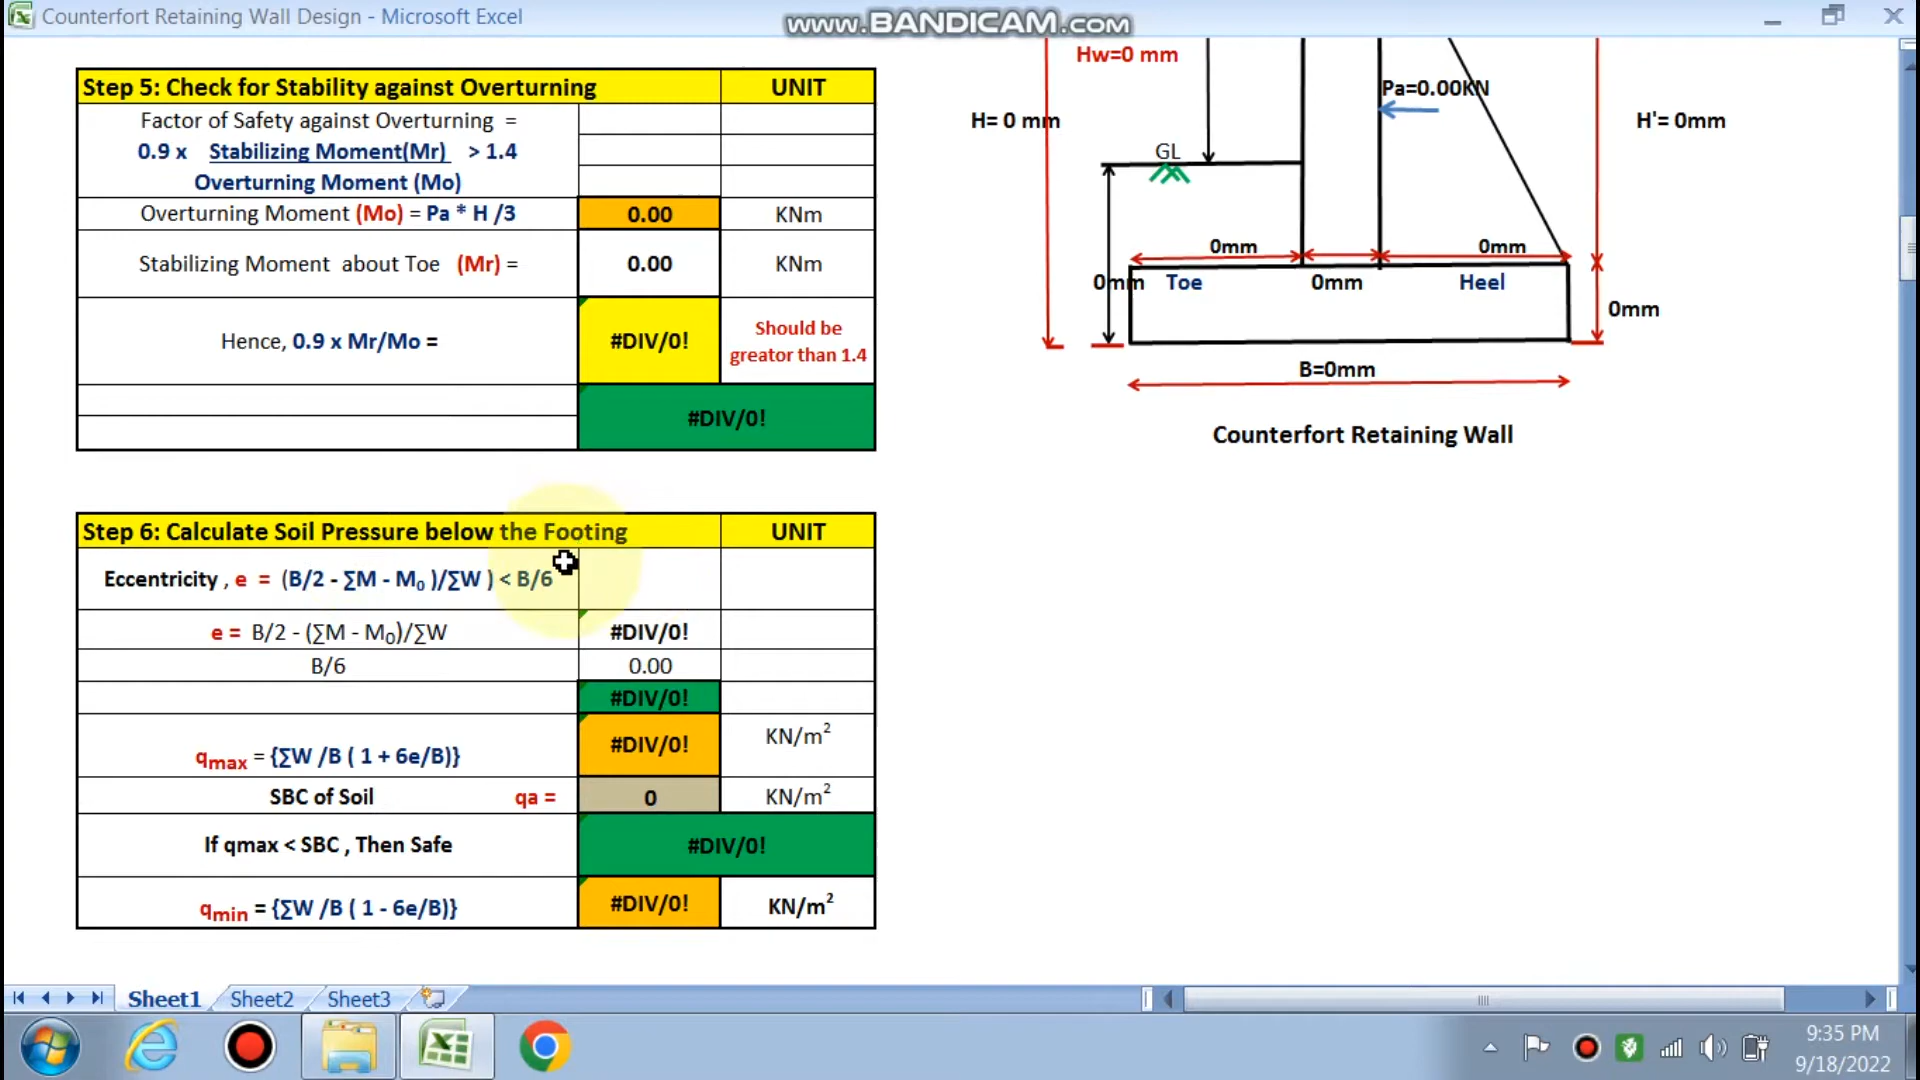 Counterfort Retaining Wall Design - Microsoft Excel
www.BANDICAM.com
Step 5: Check for Stability against Overturning UNIT
Factor of Safety against Overturning =
0.9 x Stabilizing Moment(Mr) > 1.4
Overturning Moment (Mo)
Overturning Moment (Mo) = Pa * H /3 0.00 KNm
Stabilizing Moment about Toe (Mr) = 0.00 KNm
Hence, 0.9 x Mr/Mo = #DIV/0! Should be
greator than 1.4
#DIV/0!
Step 6: Calculate Soil Pressure below the Footing UNIT
Eccentricity , e = (B/2 - ∑M - M₀ )/∑W ) < B/6
e = B/2 - (∑M - M₀)/∑W #DIV/0!
B/6 0.00
#DIV/0!
qmax = {∑W /B ( 1 + 6e/B)} #DIV/0! KN/m²
SBC of Soil qa = 0 KN/m²
If qmax < SBC , Then Safe #DIV/0!
qmin = {∑W /B ( 1 - 6e/B)} #DIV/0! KN/m²
Hw=0 mm
Pa=0.00KN
H= 0 mm
H'= 0mm
GL
0mm 0mm
0mm Toe 0mm Heel
0mm
B=0mm
Counterfort Retaining Wall
Sheet1 Sheet2 Sheet3
9:35 PM
9/18/2022